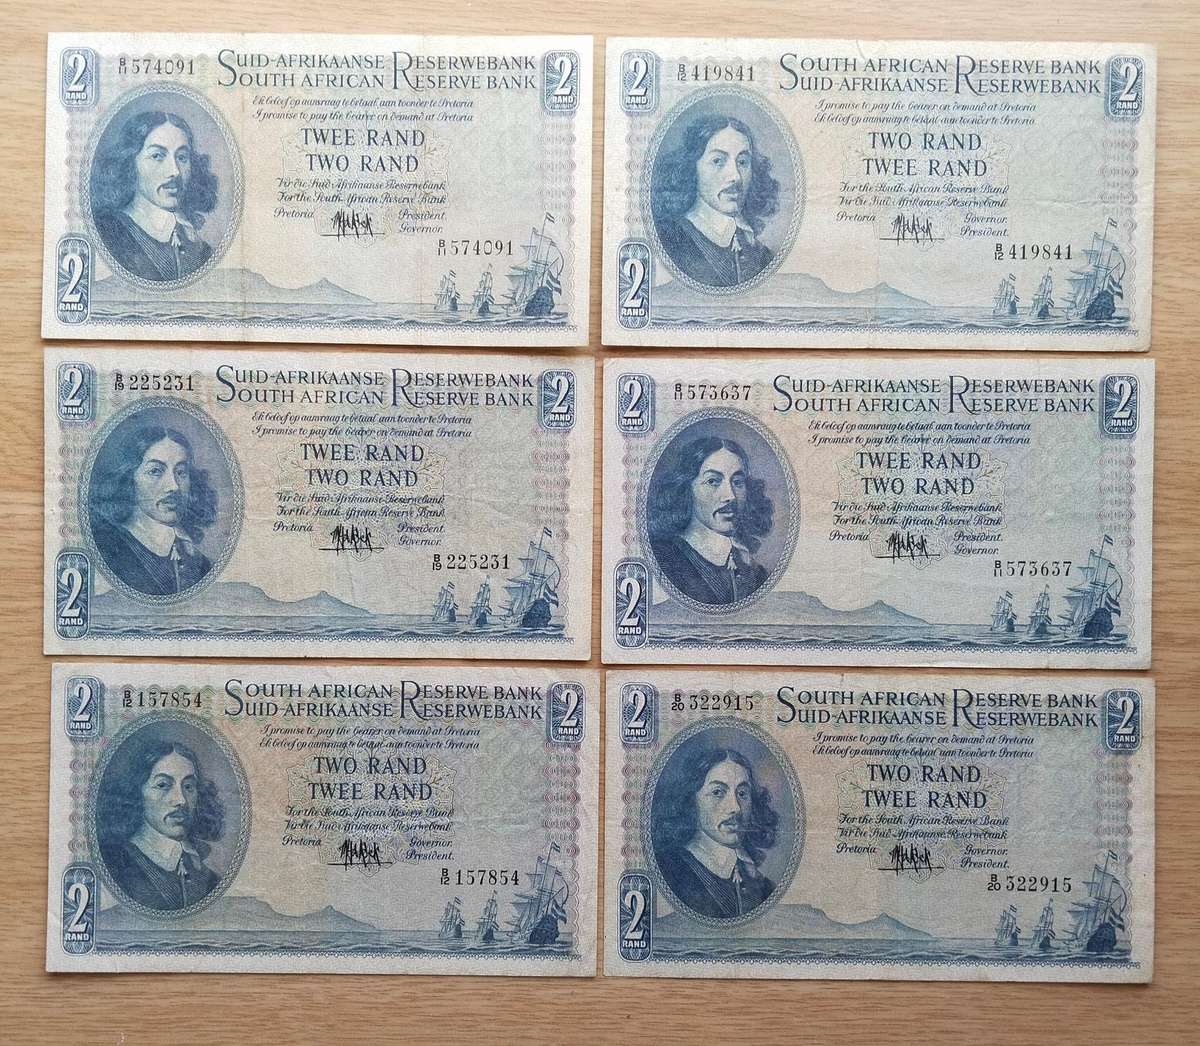 2 B/11 574091 SUID-AFRIKAANSE RESERWEBANK 2
SOUTH AFRICAN RESERVE BANK RAND
RAND
Ek beloof op aanvraag te betaal aan toonder te Pretoria
I promise to pay the bearer on demand at Pretoria
TWEE RAND
TWO RAND
Vir die Suid-Afrikaanse Reserwebank
For the South African Reserve Bank
Pretoria President.
Governor.
B/11 574091
2
RAND
2 B/12 419841 SOUTH AFRICAN RESERVE BANK 2
SUID-AFRIKAANSE RESERWEBANK RAND
RAND
I promise to pay the bearer on demand at Pretoria
Ek beloof op aanvraag te betaal aan toonder te Pretoria
TWO RAND
TWEE RAND
For the South African Reserve Bank
Vir die Suid-Afrikaanse Reserwebank
Pretoria Governor.
President.
B/12 419841
2
RAND
2 B/19 225231 SUID-AFRIKAANSE RESERWEBANK 2
SOUTH AFRICAN RESERVE BANK RAND
RAND
Ek beloof op aanvraag te betaal aan toonder te Pretoria
I promise to pay the bearer on demand at Pretoria
TWEE RAND
TWO RAND
Vir die Suid-Afrikaanse Reserwebank
For the South African Reserve Bank
Pretoria President.
Governor.
B/19 225231
2
RAND
2 B/11 573637 SUID-AFRIKAANSE RESERWEBANK 2
SOUTH AFRICAN RESERVE BANK RAND
RAND
Ek beloof op aanvraag te betaal aan toonder te Pretoria
I promise to pay the bearer on demand at Pretoria
TWEE RAND
TWO RAND
Vir die Suid-Afrikaanse Reserwebank
For the South African Reserve Bank
Pretoria President.
Governor.
B/11 573637
2
RAND
2 B/12 157854 SOUTH AFRICAN RESERVE BANK 2
SUID-AFRIKAANSE RESERWEBANK RAND
RAND
I promise to pay the bearer on demand at Pretoria
Ek beloof op aanvraag te betaal aan toonder te Pretoria
TWO RAND
TWEE RAND
For the South African Reserve Bank
Vir die Suid-Afrikaanse Reserwebank
Pretoria Governor.
President.
B/12 157854
2
RAND
2 B/20 322915 SOUTH AFRICAN RESERVE BANK 2
SUID-AFRIKAANSE RESERWEBANK RAND
RAND
I promise to pay the bearer on demand at Pretoria
Ek beloof op aanvraag te betaal aan toonder te Pretoria
TWO RAND
TWEE RAND
For the South African Reserve Bank
Vir die Suid-Afrikaanse Reserwebank
Pretoria Governor.
President.
B/20 322915
2
RAND